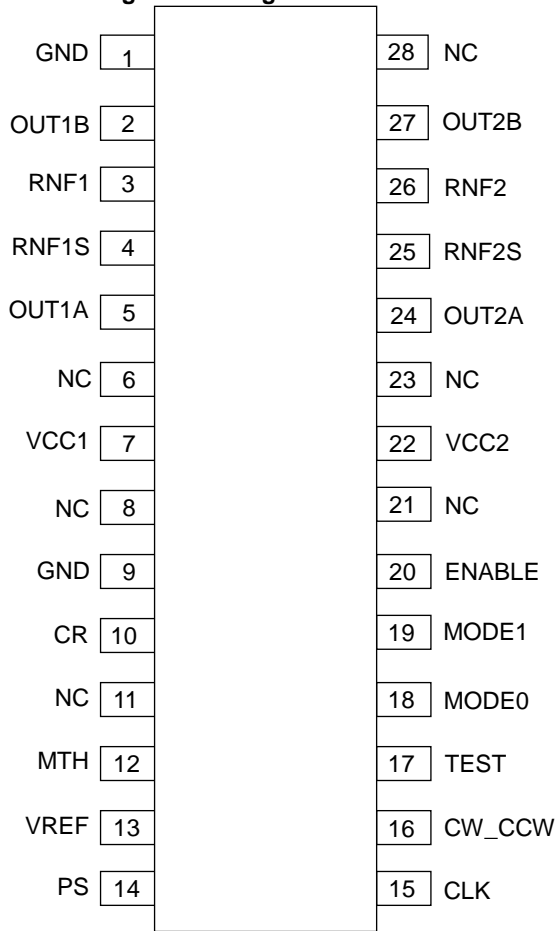 GND 1 28 NC
OUT1B 2 27 OUT2B
RNF1 3 26 RNF2
RNF1S 4 25 RNF2S
OUT1A 5 24 OUT2A
NC 6 23 NC
VCC1 7 22 VCC2
NC 8 21 NC
GND 9 20 ENABLE
CR 10 19 MODE1
NC 11 18 MODE0
MTH 12 17 TEST
VREF 13 16 CW_CCW
PS 14 15 CLK